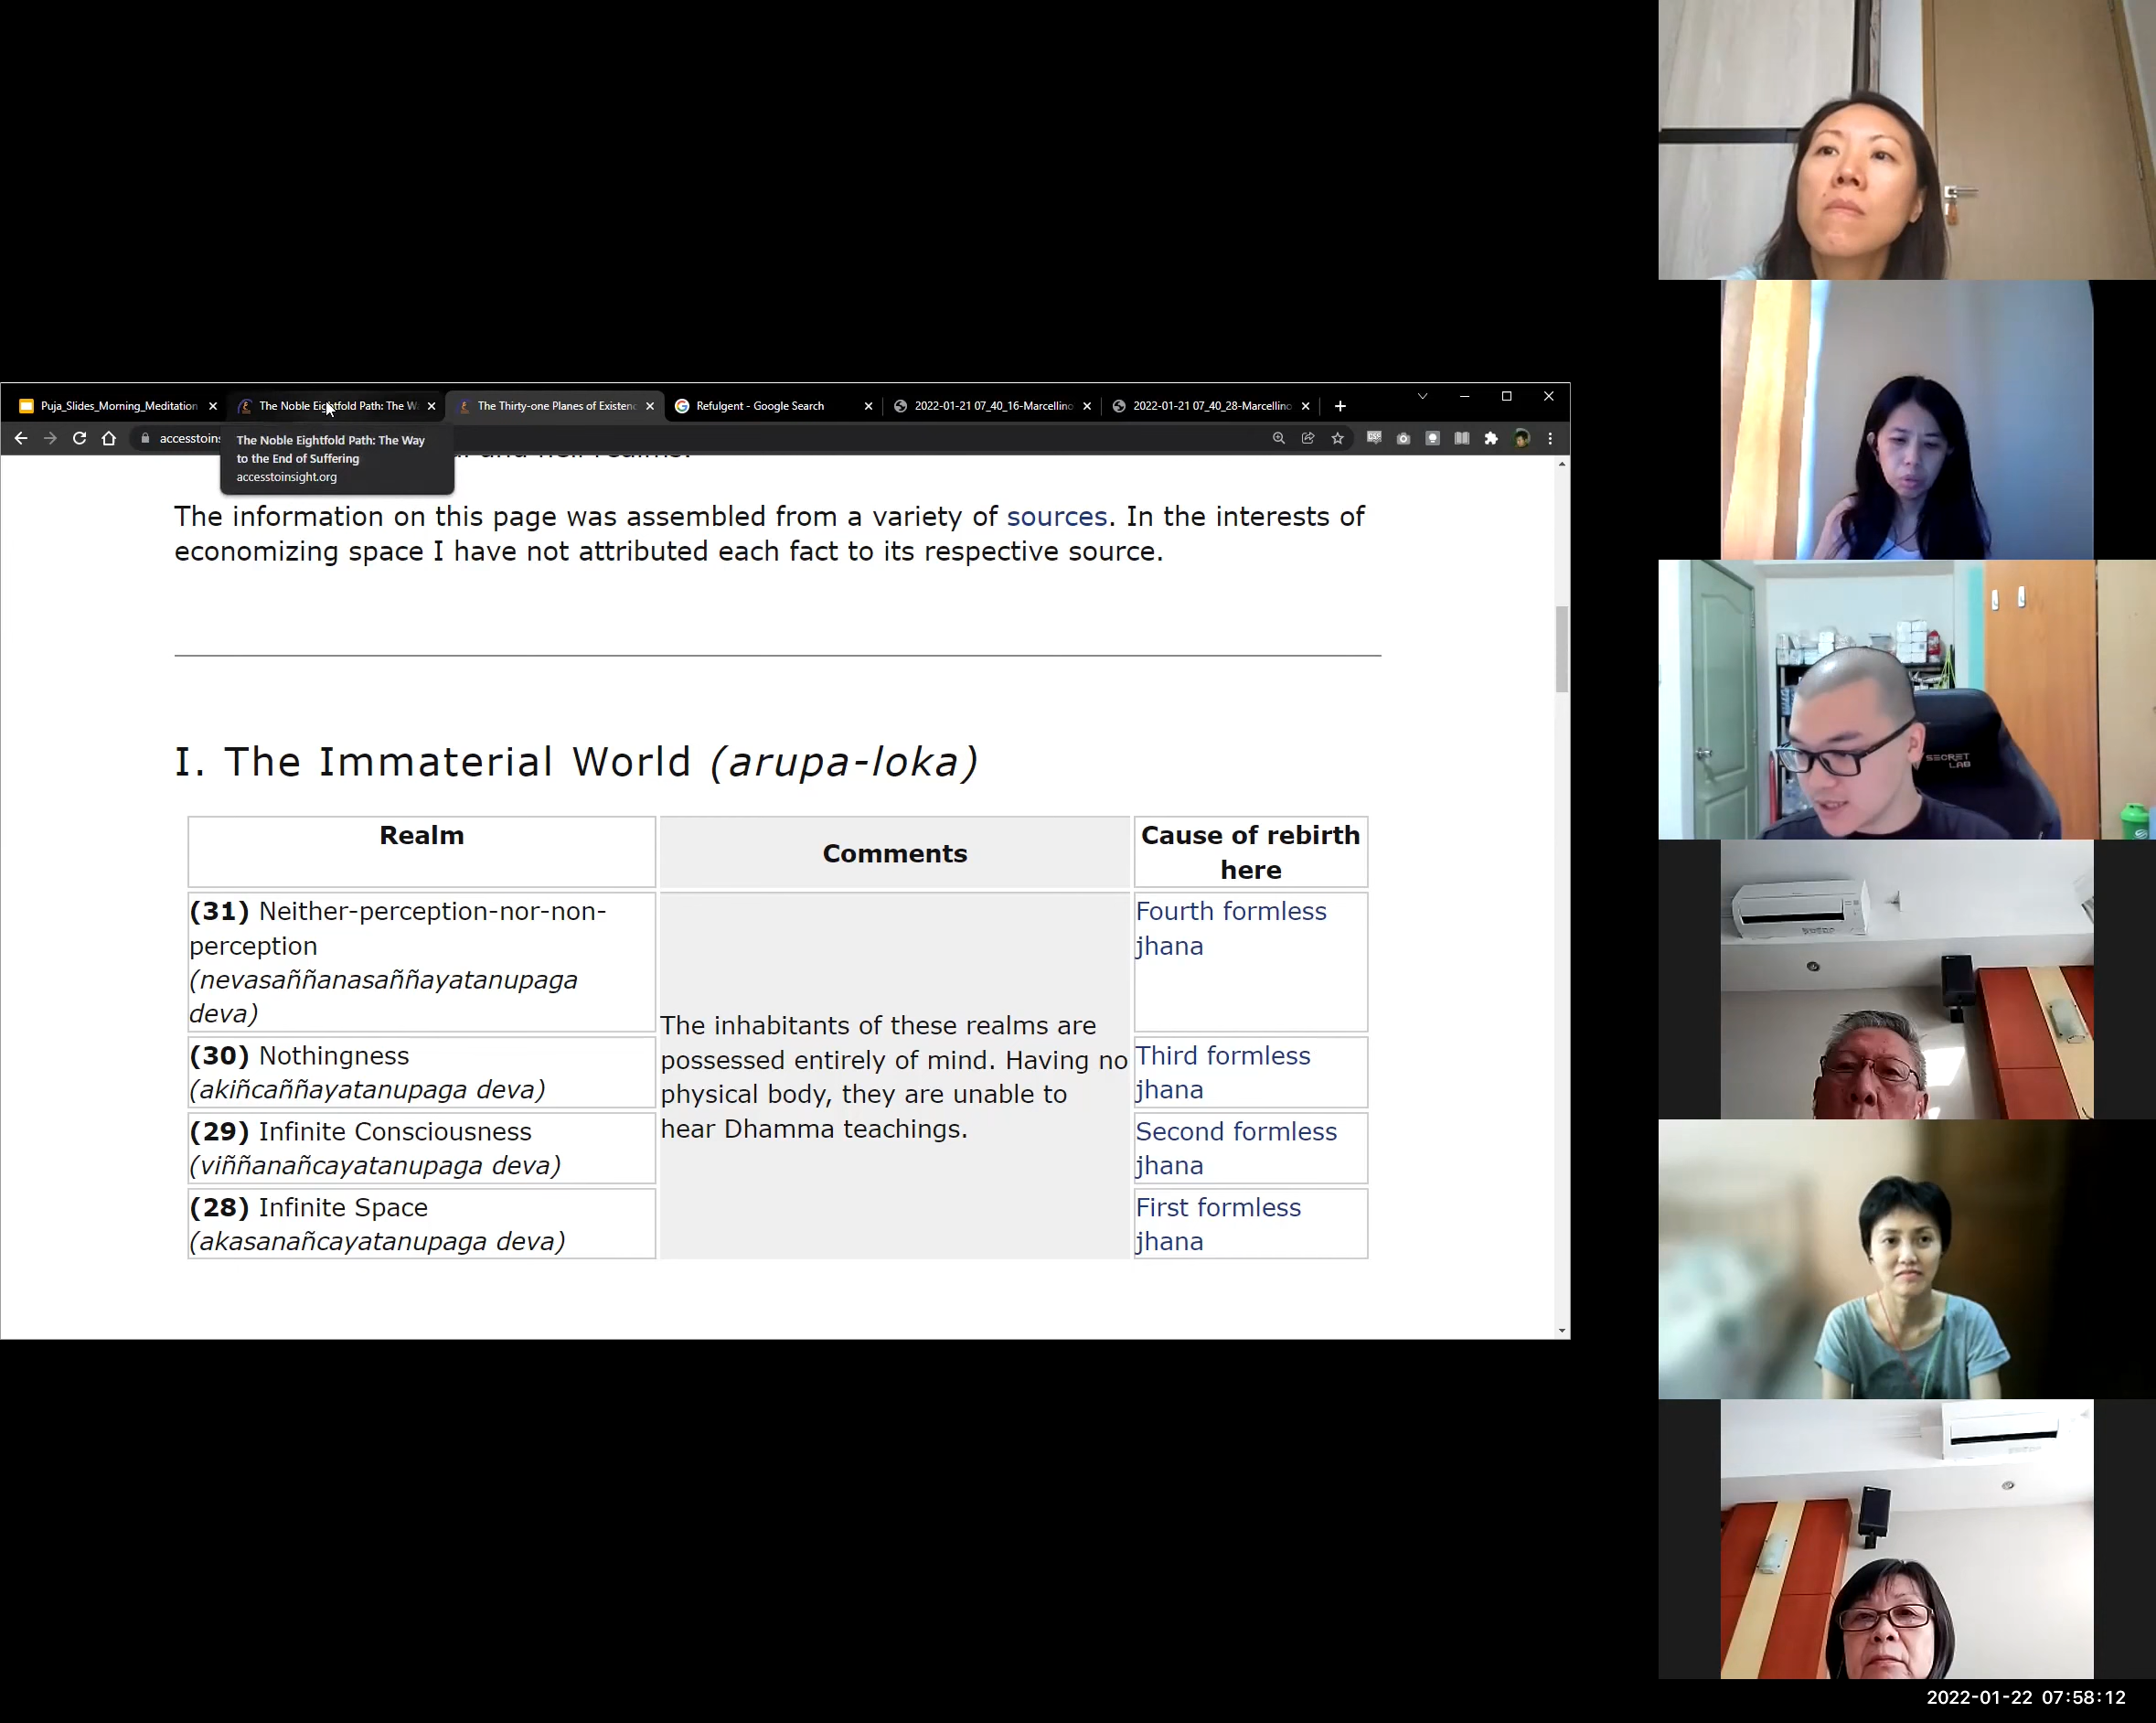 Puja_Slides_Morning_Meditation
The Noble Eightfold Path: The W
The Thirty-one Planes of Existenc
Refulgent - Google Search
2022-01-21 07_40_16-Marcellino
2022-01-21 07_40_28-Marcellino
accesstoins
The Noble Eightfold Path: The Way
to the End of Suffering
accesstoinsight.org
The information on this page was assembled from a variety of sources. In the interests of
economizing space I have not attributed each fact to its respective source.
I. The Immaterial World (arupa-loka)
Realm
Comments
Cause of rebirth
here
(31) Neither-perception-nor-non-
perception
(nevasaññanasaññayatanupaga
deva)
Fourth formless
jhana
The inhabitants of these realms are
possessed entirely of mind. Having no
physical body, they are unable to
hear Dhamma teachings.
(30) Nothingness
(akiñcaññayatanupaga deva)
Third formless
jhana
(29) Infinite Consciousness
(viññanañcayatanupaga deva)
Second formless
jhana
(28) Infinite Space
(akasanañcayatanupaga deva)
First formless
jhana
SECRET
LAB
2022-01-22 07:58:12